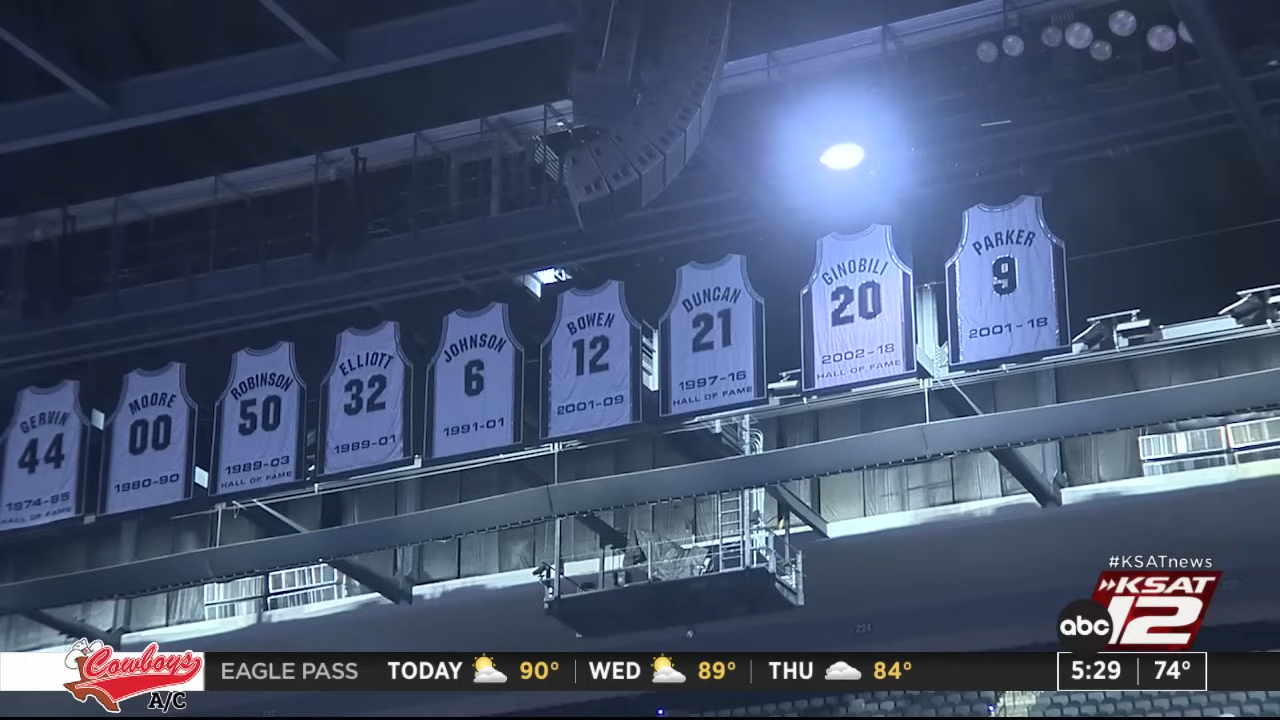 GERVIN
44
1974-85
HALL OF FAME
MOORE
00
1980-90
ROBINSON
50
1989-03
HALL OF FAME
ELLIOTT
32
1989-01
JOHNSON
6
1991-01
BOWEN
12
2001-09
DUNCAN
21
1997-16
HALL OF FAME
GINOBILI
20
2002-18
HALL OF FAME
PARKER
9
2001-18
224
#KSATnews
KSAT
abc 12
Cowboys
A/C
EAGLE PASS TODAY 90° WED 89° THU 84° 5:29 74°